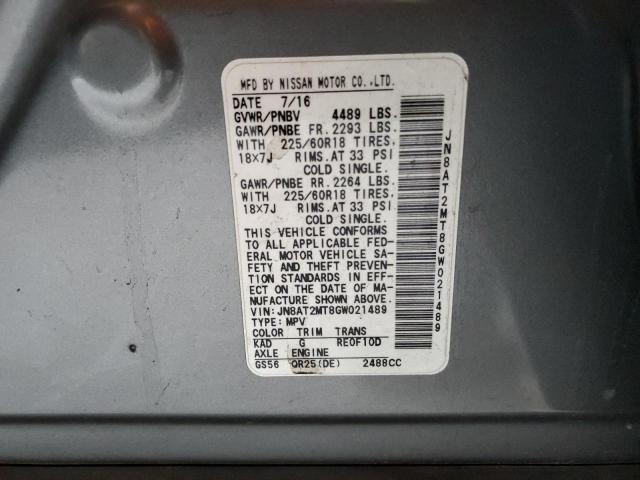 MFD BY NISSAN MOTOR CO.,LTD.
DATE 7/16
GVWR/PNBV 4489 LBS.
GAWR/PNBE FR. 2293 LBS.
WITH 225/60R18 TIRES,
18X7J RIMS.AT 33 PSI
COLD SINGLE.
GAWR/PNBE RR. 2264 LBS.
WITH 225/60R18 TIRES,
18X7J RIMS.AT 33 PSI
COLD SINGLE.
THIS VEHICLE CONFORMS
TO ALL APPLICABLE FED-
ERAL MOTOR VEHICLE SA-
FETY AND THEFT PREVEN-
TION STANDARDS IN EFF-
ECT ON THE DATE OF MA-
NUFACTURE SHOWN ABOVE.
VIN:JN8AT2MT8GW021489
TYPE:MPV
COLOR TRIM TRANS
KAD G RE0F10D
AXLE ENGINE
GS56 QR25(DE) 2488CC
JN8AT2MT8GW021489